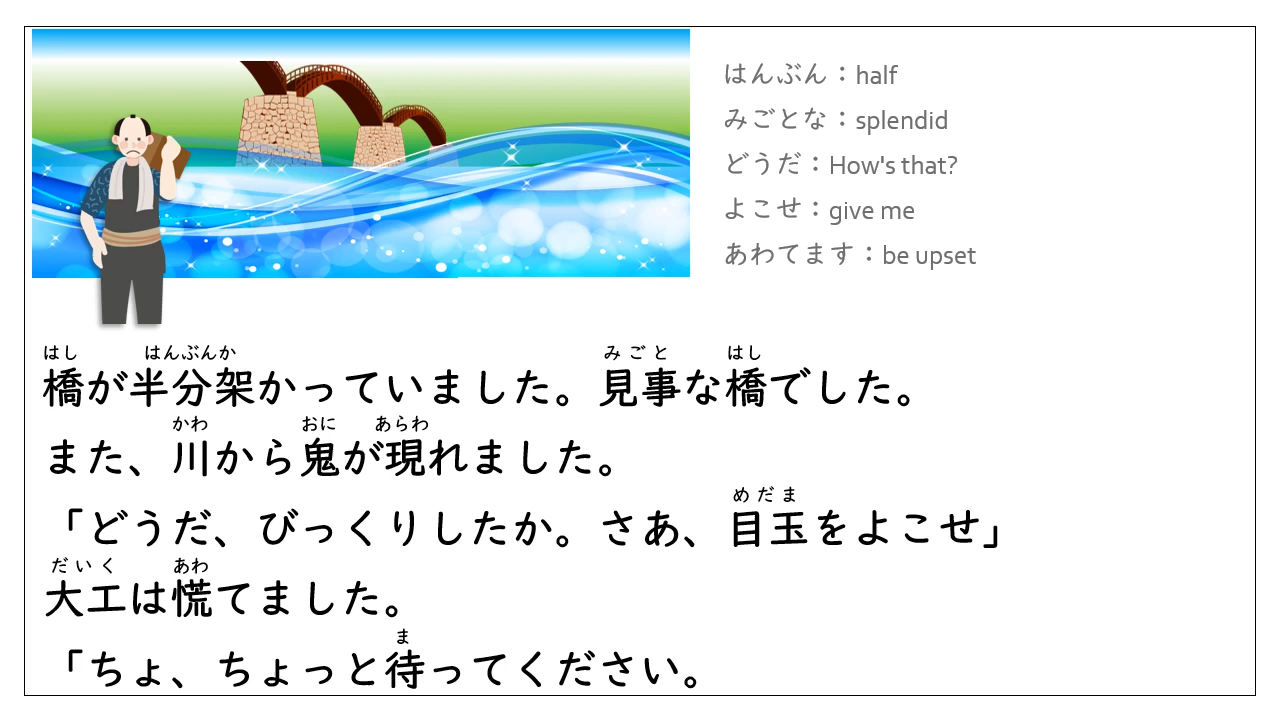 はんぶん：half
みごとな：splendid
どうだ：How's that?
よこせ：give me
あわてます：be upset
はし はんぶんか みごと はし
橋が半分架かっていました。見事な橋でした。
かわ おに あらわ
また、川から鬼が現れました。
めだま
「どうだ、びっくりしたか。さあ、目玉をよこせ」
だいく あわ
大工は慌てました。
ま
「ちょ、ちょっと待ってください。